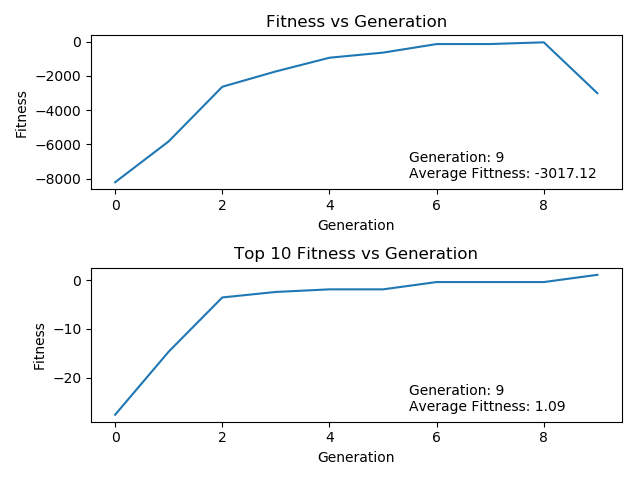 Fitness vs Generation
0
−2000
−4000
−6000
−8000
Fitness
Generation: 9
Average Fittness: -3017.12
0 2 4 6 8
Generation
Top 10 Fitness vs Generation
0
−10
−20
Fitness
Generation: 9
Average Fittness: 1.09
0 2 4 6 8
Generation